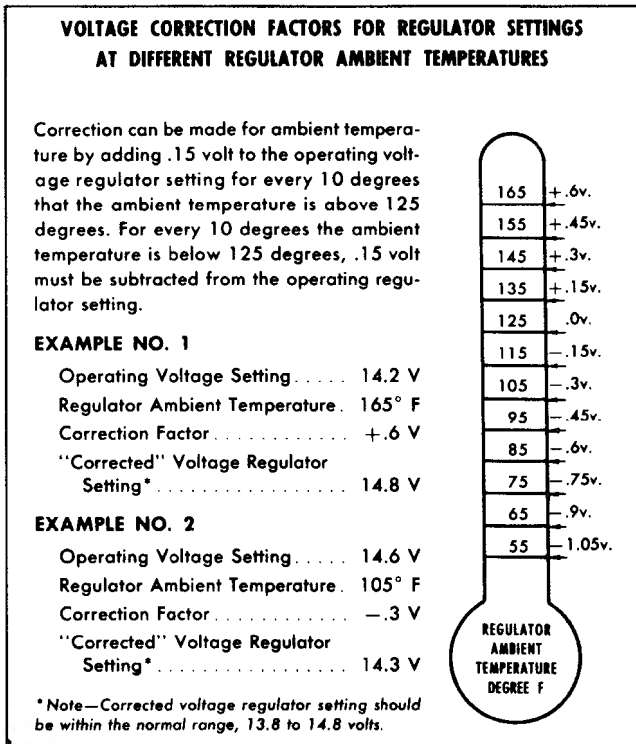 VOLTAGE CORRECTION FACTORS FOR REGULATOR SETTINGS
AT DIFFERENT REGULATOR AMBIENT TEMPERATURES
Correction can be made for ambient tempera-
ture by adding .15 volt to the operating volt-
age regulator setting for every 10 degrees
that the ambient temperature is above 125
degrees. For every 10 degrees the ambient
temperature is below 125 degrees, .15 volt
must be subtracted from the operating regu-
lator setting.
EXAMPLE NO. 1
Operating Voltage Setting..... 14.2 V
Regulator Ambient Temperature. 165° F
Correction Factor............ +.6 V
"Corrected" Voltage Regulator
Setting*................. 14.8 V
EXAMPLE NO. 2
Operating Voltage Setting..... 14.6 V
Regulator Ambient Temperature. 105° F
Correction Factor............ −.3 V
"Corrected" Voltage Regulator
Setting*................. 14.3 V
*Note—Corrected voltage regulator setting should
be within the normal range, 13.8 to 14.8 volts.
165 +.6v.
155 +.45v.
145 +.3v.
135 +.15v.
125 .0v.
115 −.15v.
105 −.3v.
95 −.45v.
85 −.6v.
75 −.75v.
65 −.9v.
55 −1.05v.
REGULATOR
AMBIENT
TEMPERATURE
DEGREE F